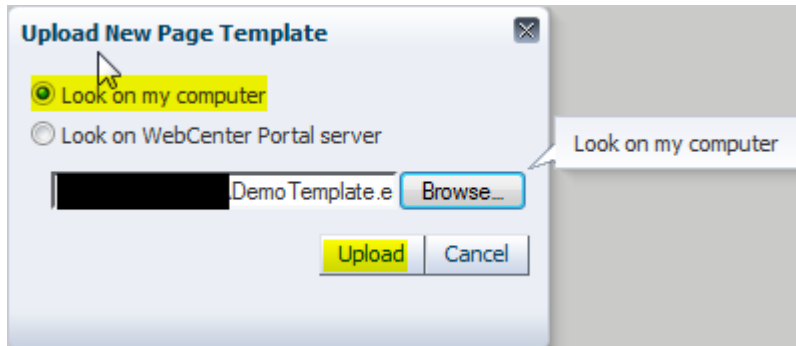 Upload New Page Template
Look on my computer
Look on WebCenter Portal server
Look on my computer
.DemoTemplate.e Browse...
Upload Cancel